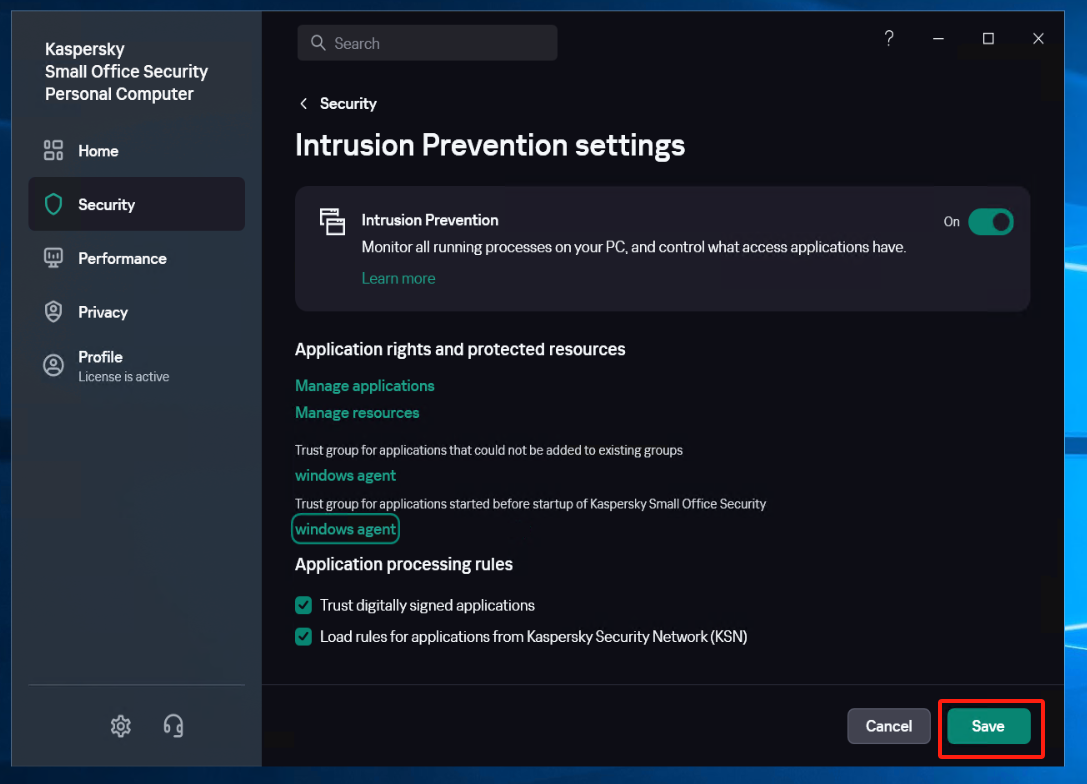 Kaspersky
Small Office Security
Personal Computer
Search
?
Home
Security
Performance
Privacy
Profile
License is active
Security
Intrusion Prevention settings
Intrusion Prevention
On
Monitor all running processes on your PC, and control what access applications have.
Learn more
Application rights and protected resources
Manage applications
Manage resources
Trust group for applications that could not be added to existing groups
windows agent
Trust group for applications started before startup of Kaspersky Small Office Security
windows agent
Application processing rules
Trust digitally signed applications
Load rules for applications from Kaspersky Security Network (KSN)
Cancel
Save